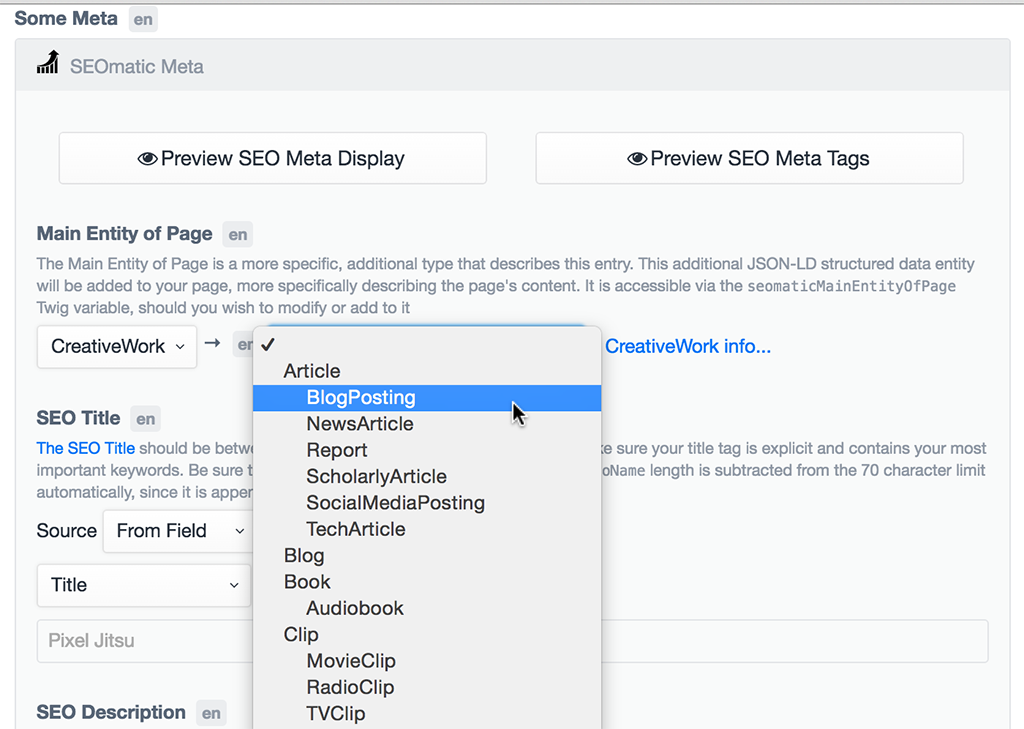 Some Meta en
SEOmatic Meta
Preview SEO Meta Display
Preview SEO Meta Tags
Main Entity of Page en
The Main Entity of Page is a more specific, additional type that describes this entry. This additional JSON-LD structured data entity
will be added to your page, more specifically describing the page's content. It is accessible via the seomaticMainEntityOfPage
Twig variable, should you wish to modify or add to it
CreativeWork → en ✓ CreativeWork info...
Article
BlogPosting
NewsArticle
Report
ScholarlyArticle
SocialMediaPosting
TechArticle
Blog
Book
Audiobook
Clip
MovieClip
RadioClip
TVClip
SEO Title en
The SEO Title should be betw sure your title tag is explicit and contains your most
important keywords. Be sure oName length is subtracted from the 70 character limit
automatically, since it is appe
Source From Field
Title
Pixel Jitsu
SEO Description en